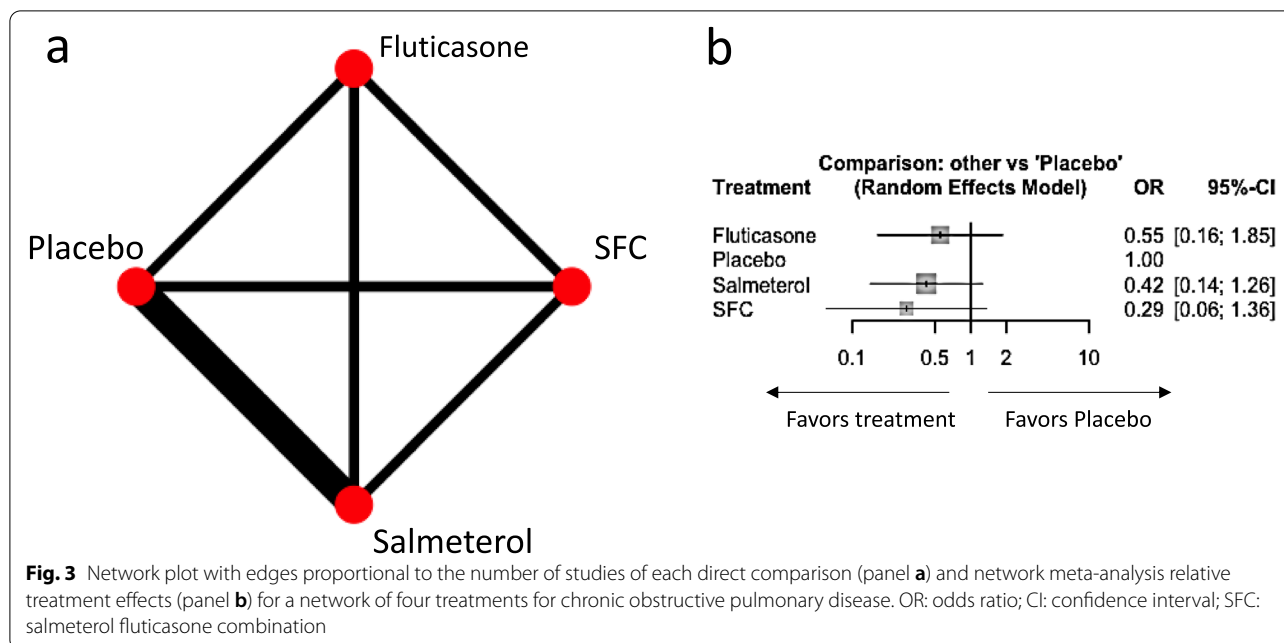 a
Fluticasone
Placebo
SFC
Salmeterol
b
Comparison: other vs 'Placebo'
Treatment (Random Effects Model) OR 95%-CI
Fluticasone 0.55 [0.16; 1.85]
Placebo 1.00
Salmeterol 0.42 [0.14; 1.26]
SFC 0.29 [0.06; 1.36]
0.1 0.5 1 2 10
Favors treatment Favors Placebo
Fig. 3 Network plot with edges proportional to the number of studies of each direct comparison (panel a) and network meta-analysis relative
treatment effects (panel b) for a network of four treatments for chronic obstructive pulmonary disease. OR: odds ratio; CI: confidence interval; SFC:
salmeterol fluticasone combination